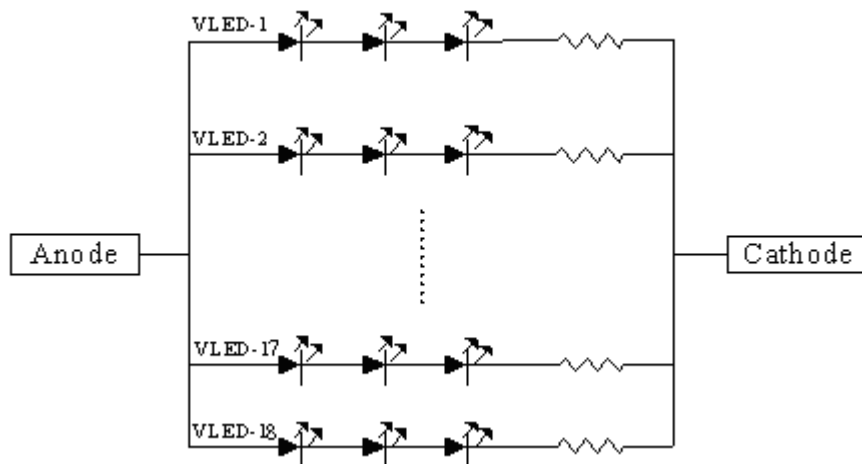 VLED-1
VLED-2
Anode
Cathode
VLED-17
VLED-18